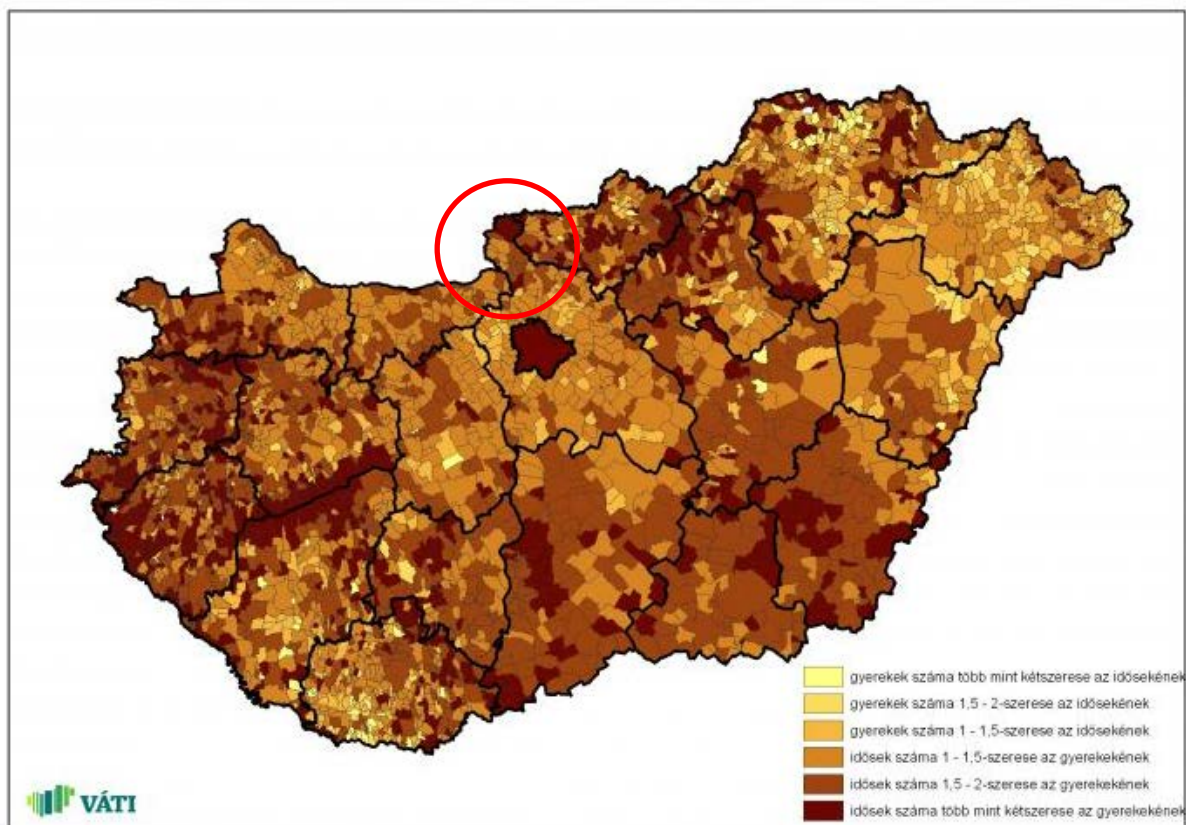 gyerekek száma több mint kétszerese az idősekének
gyerekek száma 1,5 - 2-szerese az idősekének
gyerekek száma 1 - 1,5-szerese az idősekének
idősek száma 1 - 1,5-szerese az gyerekekének
idősek száma 1,5 - 2-szerese az gyerekekének
idősek száma több mint kétszerese az gyerekekének
VÁTI